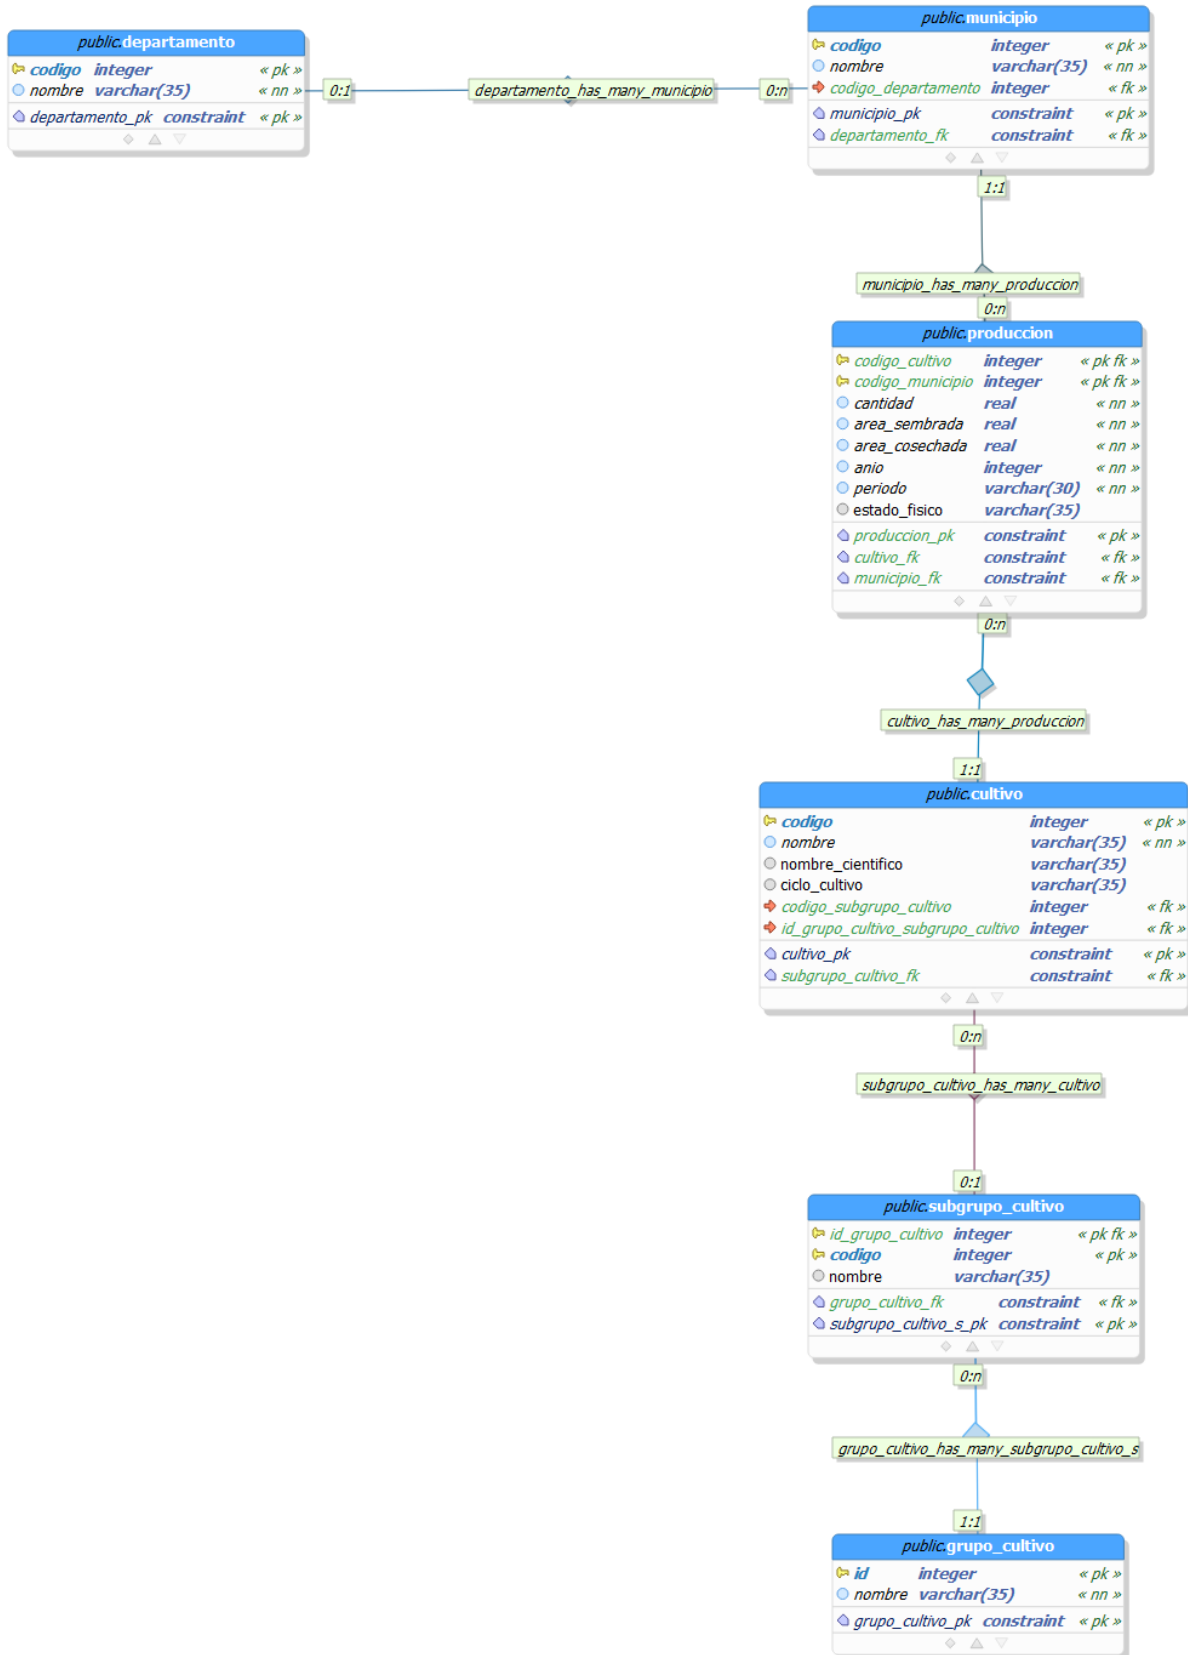 public.departamento
codigo integer « pk »
nombre varchar(35) « nn »
departamento_pk constraint « pk »
0:1
departamento_has_many_municipio
0:n
public.municipio
codigo integer « pk »
nombre varchar(35) « nn »
codigo_departamento integer « fk »
municipio_pk constraint « pk »
departamento_fk constraint « fk »
1:1
municipio_has_many_produccion
0:n
public.produccion
codigo_cultivo integer « pk fk »
codigo_municipio integer « pk fk »
cantidad real « nn »
area_sembrada real « nn »
area_cosechada real « nn »
anio integer « nn »
periodo varchar(30) « nn »
estado_fisico varchar(35)
produccion_pk constraint « pk »
cultivo_fk constraint « fk »
municipio_fk constraint « fk »
0:n
cultivo_has_many_produccion
1:1
public.cultivo
codigo integer « pk »
nombre varchar(35) « nn »
nombre_cientifico varchar(35)
ciclo_cultivo varchar(35)
codigo_subgrupo_cultivo integer « fk »
id_grupo_cultivo_subgrupo_cultivo integer « fk »
cultivo_pk constraint « pk »
subgrupo_cultivo_fk constraint « fk »
0:n
subgrupo_cultivo_has_many_cultivo
0:1
public.subgrupo_cultivo
id_grupo_cultivo integer « pk fk »
codigo integer « pk »
nombre varchar(35)
grupo_cultivo_fk constraint « fk »
subgrupo_cultivo_s_pk constraint « pk »
0:n
grupo_cultivo_has_many_subgrupo_cultivo_s
1:1
public.grupo_cultivo
id integer « pk »
nombre varchar(35) « nn »
grupo_cultivo_pk constraint « pk »